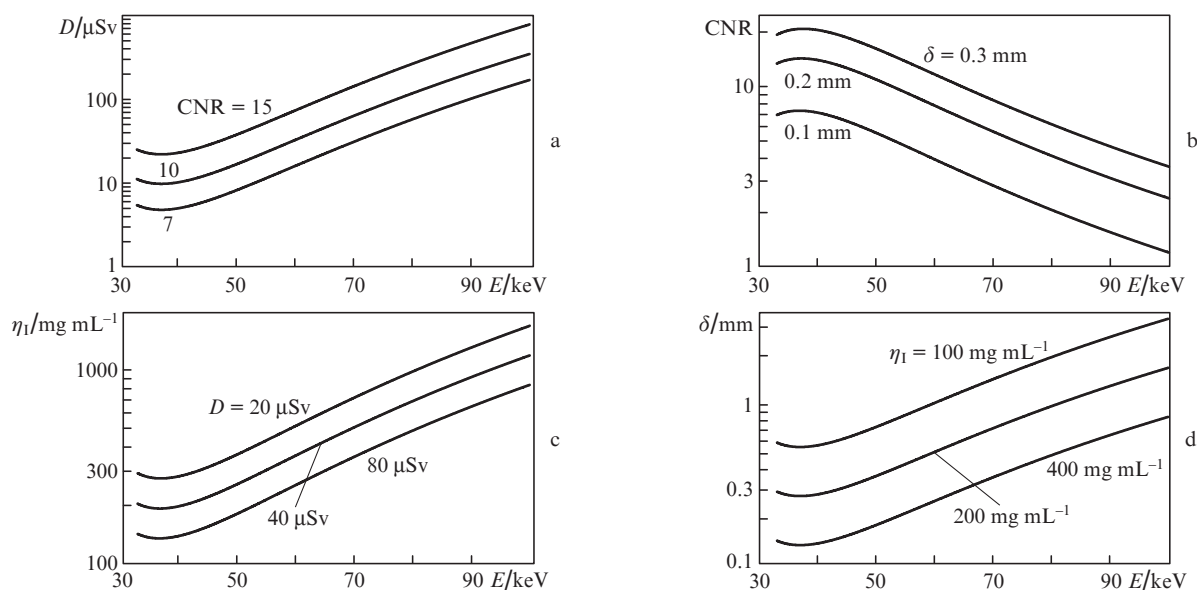 D/μSv
100
10
1
CNR = 15
10
7
30
50
70
90
E/keV
a
CNR
10
3
1
δ = 0.3 mm
0.2 mm
0.1 mm
30
50
70
90
E/keV
b
ηI/mg mL–1
1000
300
100
D = 20 μSv
80 μSv
40 μSv
30
50
70
90
E/keV
c
δ/mm
1
0.3
0.1
ηI = 100 mg mL–1
400 mg mL–1
200 mg mL–1
30
50
70
90
E/keV
d